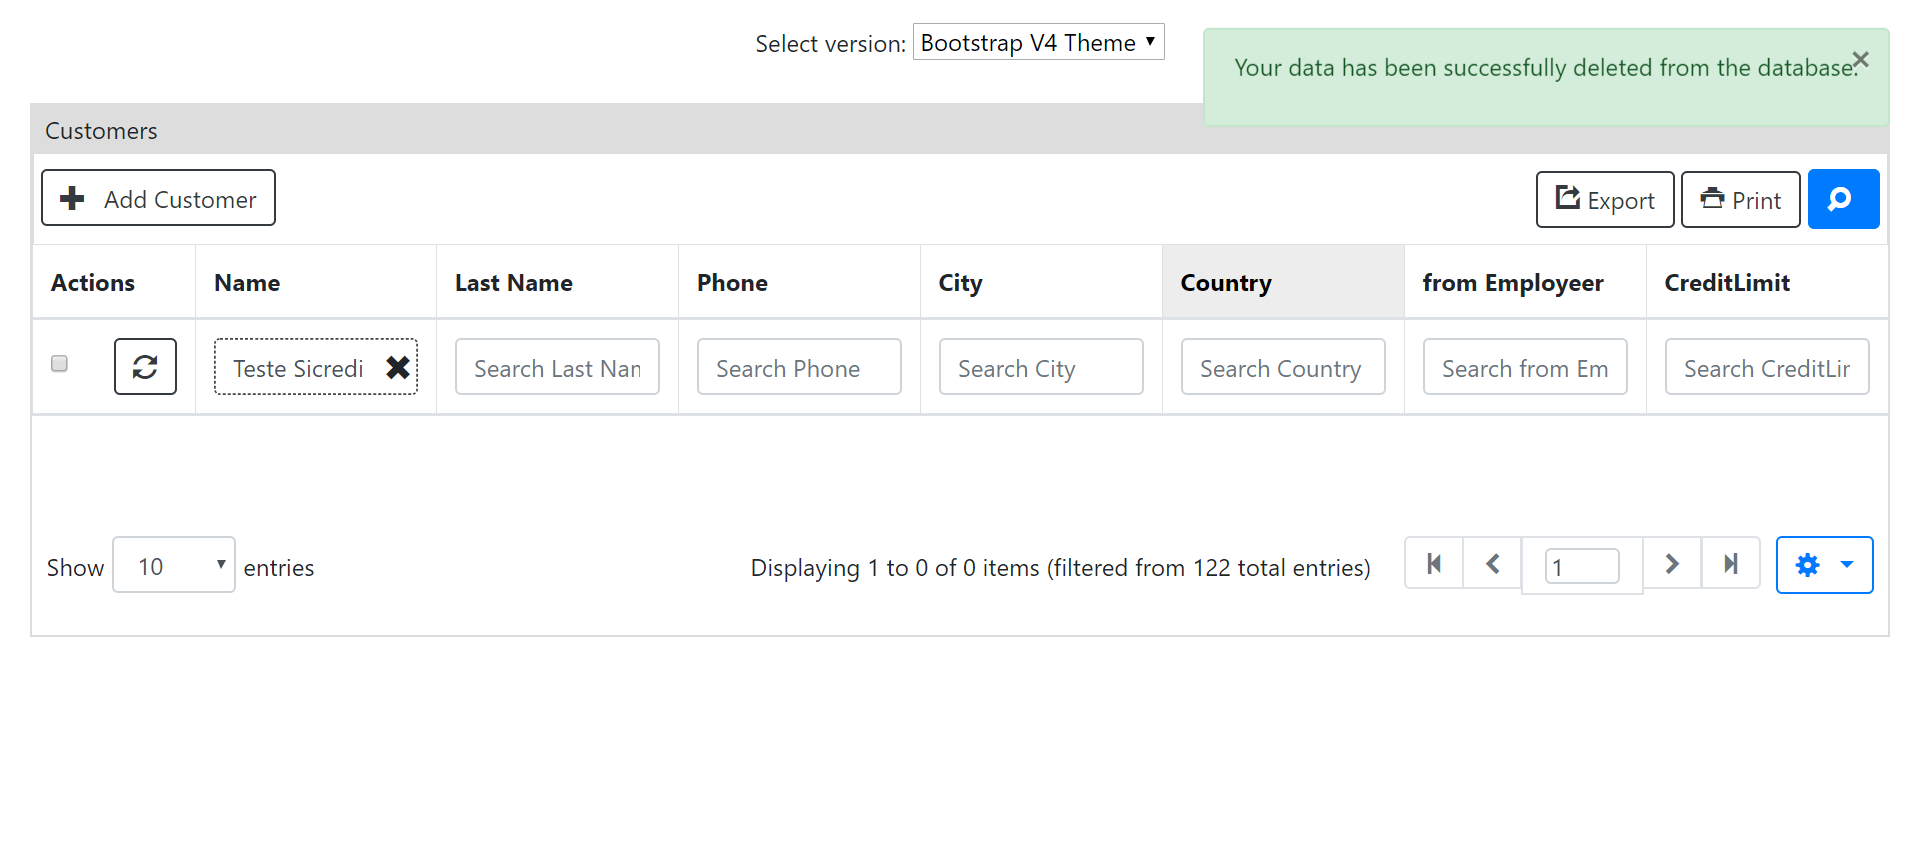 Select version: Bootstrap V4 Theme
Your data has been successfully deleted from the database.
Customers
Add Customer
Export Print
Actions Name Last Name Phone City Country from Employeer CreditLimit
Teste Sicredi Search Last Nan Search Phone Search City Search Country Search from Em Search CreditLir
Show 10 entries Displaying 1 to 0 of 0 items (filtered from 122 total entries) 1